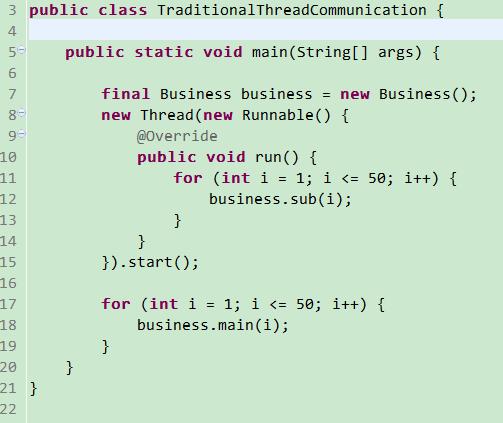 3 public class TraditionalThreadCommunication {
4
5 public static void main(String[] args) {
6
7 final Business business = new Business();
8 new Thread(new Runnable() {
9 @Override
10 public void run() {
11 for (int i = 1; i <= 50; i++) {
12 business.sub(i);
13 }
14 }
15 }).start();
16
17 for (int i = 1; i <= 50; i++) {
18 business.main(i);
19 }
20 }
21 }
22